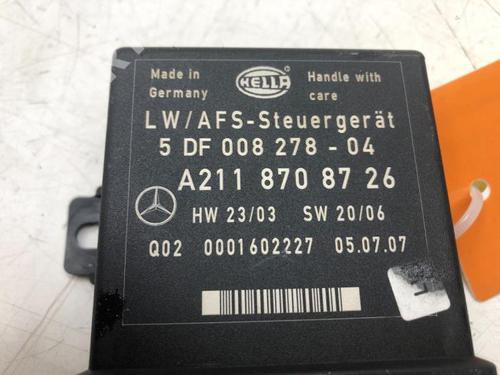 Made in
Germany
HELLA
Handle with
care
LW/AFS-Steuergerät
5 DF 008 278 - 04
A211 870 87 26
HW 23/03 SW 20/06
Q02 0001602227 05.07.07